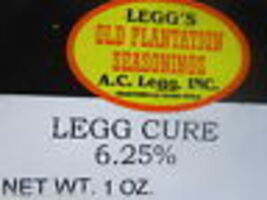 LEGG'S
OLD PLANTATION
SEASONINGS
A.C. Legg, INC.
LEGG CURE
6.25%
NET WT. 1 OZ.